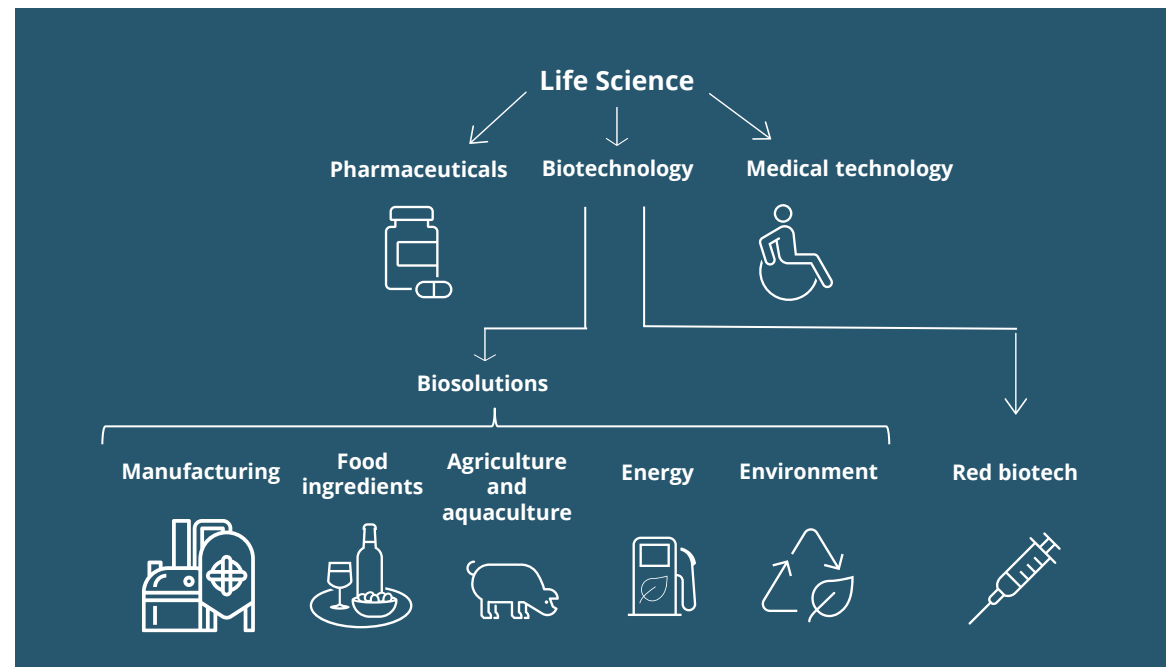 Life Science
Pharmaceuticals
Biotechnology
Medical technology
Biosolutions
Manufacturing
Food
ingredients
Agriculture
and
aquaculture
Energy
Environment
Red biotech